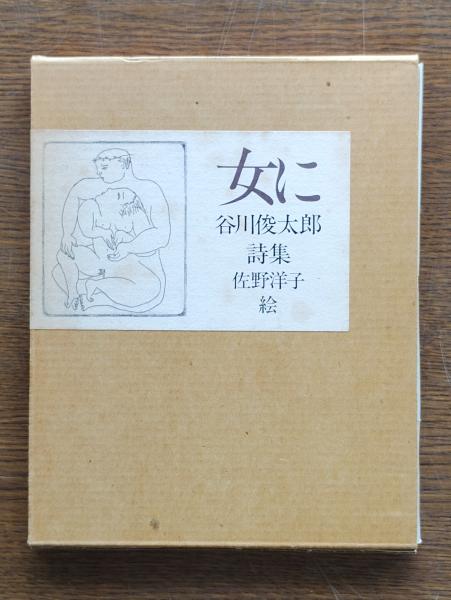 女に
谷川俊太郎
詩集
佐野洋子
絵